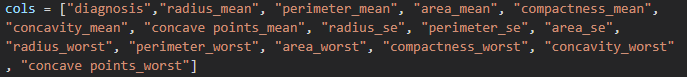 cols = ["diagnosis","radius_mean", "perimeter_mean", "area_mean", "compactness_mean",
"concavity_mean", "concave points_mean", "radius_se", "perimeter_se", "area_se",
"radius_worst", "perimeter_worst", "area_worst", "compactness_worst", "concavity_worst"
, "concave points_worst"]